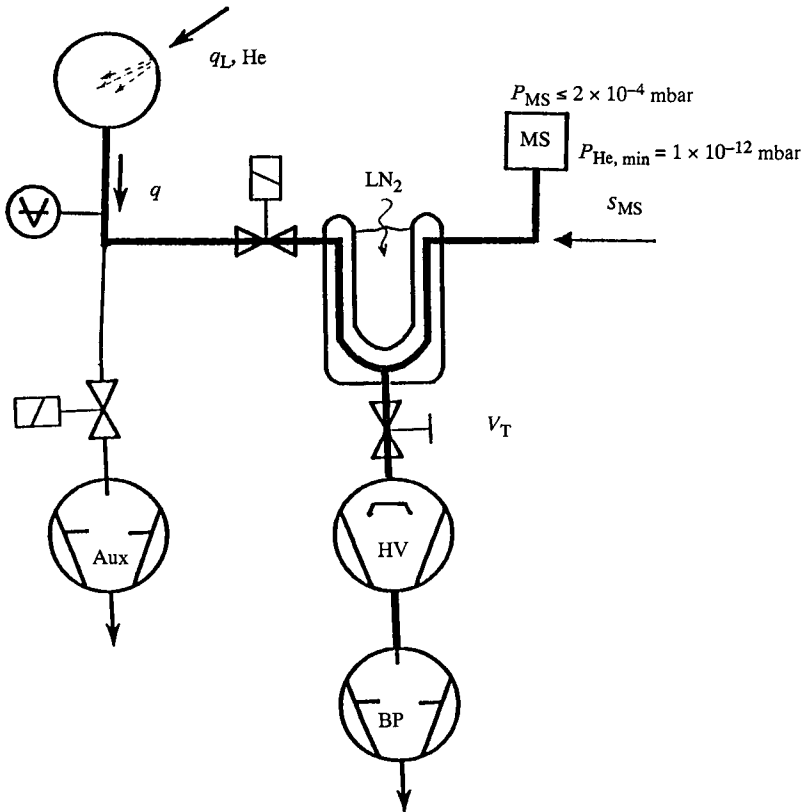 q_L, He
P_MS ≤ 2 × 10⁻⁴ mbar
MS
P_He, min = 1 × 10⁻¹² mbar
LN₂
q
S_MS
V_T
Aux
HV
BP